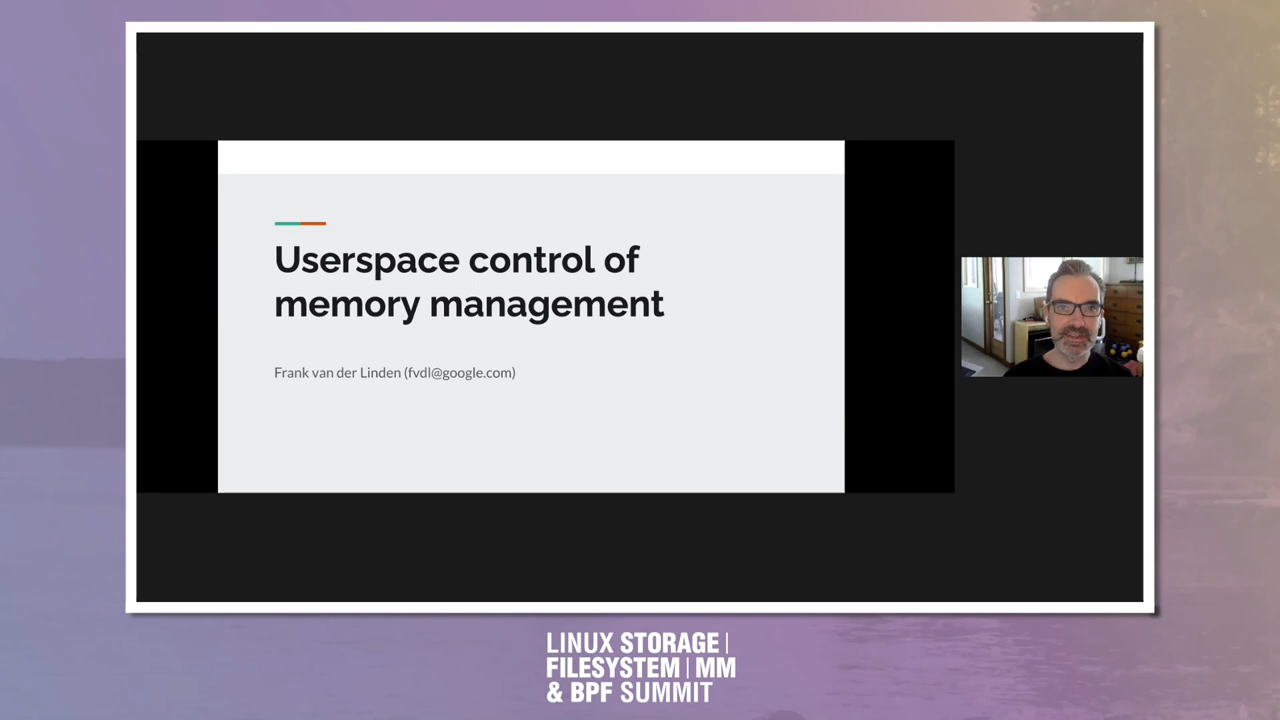 Userspace control of
memory management
Frank van der Linden (fvdl@google.com)
LINUX STORAGE |
FILESYSTEM | MM
& BPF SUMMIT